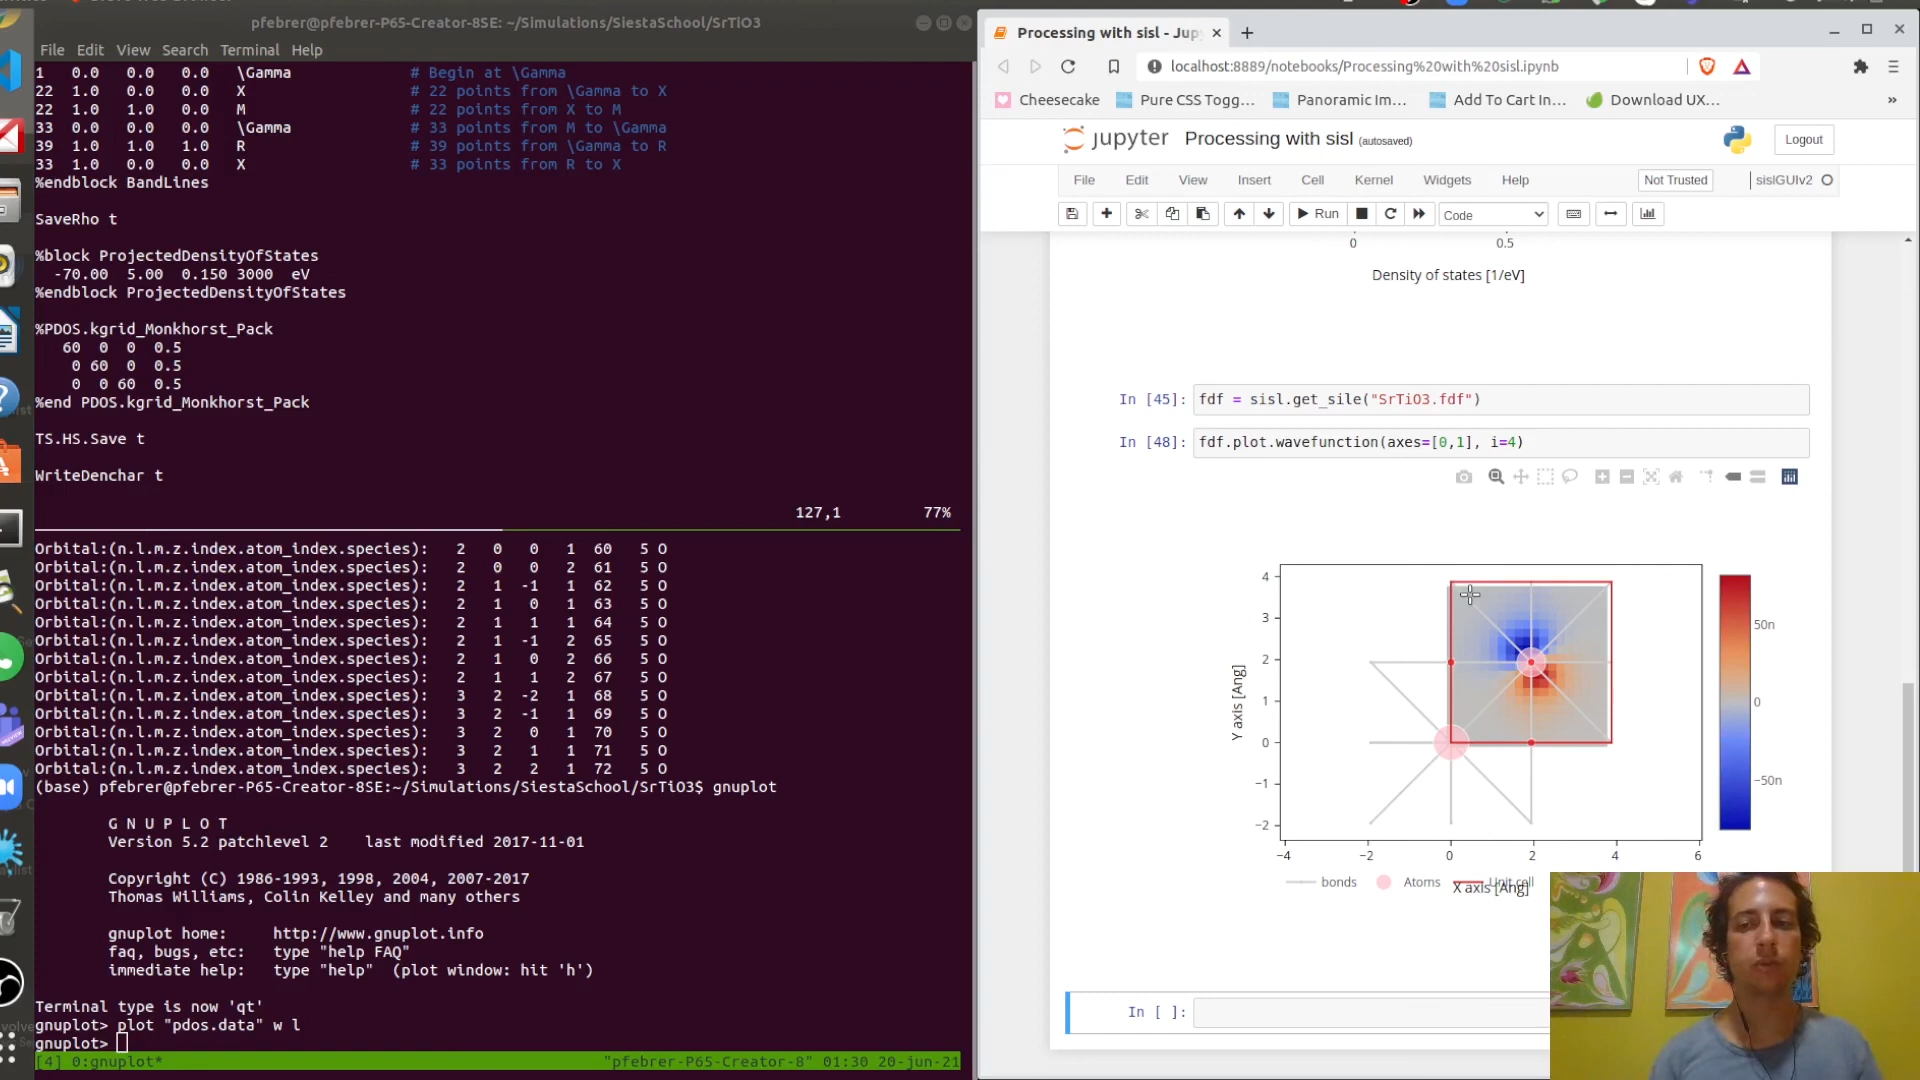 pfebrer@pfebrer-P65-Creator-8SE: ~/Simulations/SiestaSchool/SrTiO3
File Edit View Search Terminal Help
1 0.0 0.0 0.0 \Gamma # Begin at \Gamma
22 1.0 0.0 0.0 X # 22 points from \Gamma to X
22 1.0 1.0 0.0 M # 22 points from X to M
33 0.0 0.0 0.0 \Gamma # 33 points from M to \Gamma
39 1.0 1.0 1.0 R # 39 points from \Gamma to R
33 1.0 0.0 0.0 X # 33 points from R to X
%endblock BandLines
SaveRho t
%block ProjectedDensityOfStates
-70.00 5.00 0.150 3000 eV
%endblock ProjectedDensityOfStates
%PDOS.kgrid_Monkhorst_Pack
60 0 0 0.5
0 60 0 0.5
0 0 60 0.5
%end PDOS.kgrid_Monkhorst_Pack
TS.HS.Save t
WriteDenchar t
127,1 77%
Orbital:(n.l.m.z.index.atom_index.species): 2 0 0 1 60 5 O
Orbital:(n.l.m.z.index.atom_index.species): 2 0 0 2 61 5 O
Orbital:(n.l.m.z.index.atom_index.species): 2 1 -1 1 62 5 O
Orbital:(n.l.m.z.index.atom_index.species): 2 1 0 1 63 5 O
Orbital:(n.l.m.z.index.atom_index.species): 2 1 1 1 64 5 O
Orbital:(n.l.m.z.index.atom_index.species): 2 1 -1 2 65 5 O
Orbital:(n.l.m.z.index.atom_index.species): 2 1 0 2 66 5 O
Orbital:(n.l.m.z.index.atom_index.species): 2 1 1 2 67 5 O
Orbital:(n.l.m.z.index.atom_index.species): 3 2 -2 1 68 5 O
Orbital:(n.l.m.z.index.atom_index.species): 3 2 -1 1 69 5 O
Orbital:(n.l.m.z.index.atom_index.species): 3 2 0 1 70 5 O
Orbital:(n.l.m.z.index.atom_index.species): 3 2 1 1 71 5 O
Orbital:(n.l.m.z.index.atom_index.species): 3 2 2 1 72 5 O
(base) pfebrer@pfebrer-P65-Creator-8SE:~/Simulations/SiestaSchool/SrTiO3$ gnuplot
G N U P L O T
Version 5.2 patchlevel 2 last modified 2017-11-01
Copyright (C) 1986-1993, 1998, 2004, 2007-2017
Thomas Williams, Colin Kelley and many others
gnuplot home: http://www.gnuplot.info
faq, bugs, etc: type "help FAQ"
immediate help: type "help" (plot window: hit 'h')
Terminal type is now 'qt'
gnuplot> plot "pdos.data" w l
gnuplot>
[4] 0:gnuplot* "pfebrer-P65-Creator-8" 01:30 20-jun-21
Processing with sisl - Jup
localhost:8889/notebooks/Processing%20with%20sisl.ipynb
Cheesecake Pure CSS Togg... Panoramic Im... Add To Cart In... Download UX... »
jupyter Processing with sisl (autosaved) Logout
File Edit View Insert Cell Kernel Widgets Help Not Trusted sislGUIv2
Run Code
0 0.5
Density of states [1/eV]
In [45]: fdf = sisl.get_sile("SrTiO3.fdf")
In [48]: fdf.plot.wavefunction(axes=[0,1], i=4)
4
3
2
1
0
−1
−2
Y axis [Ang]
−4 −2 0 2 4 6
X axis [Ang]
bonds Atoms Unit cell
50n
0
−50n
In [ ]: